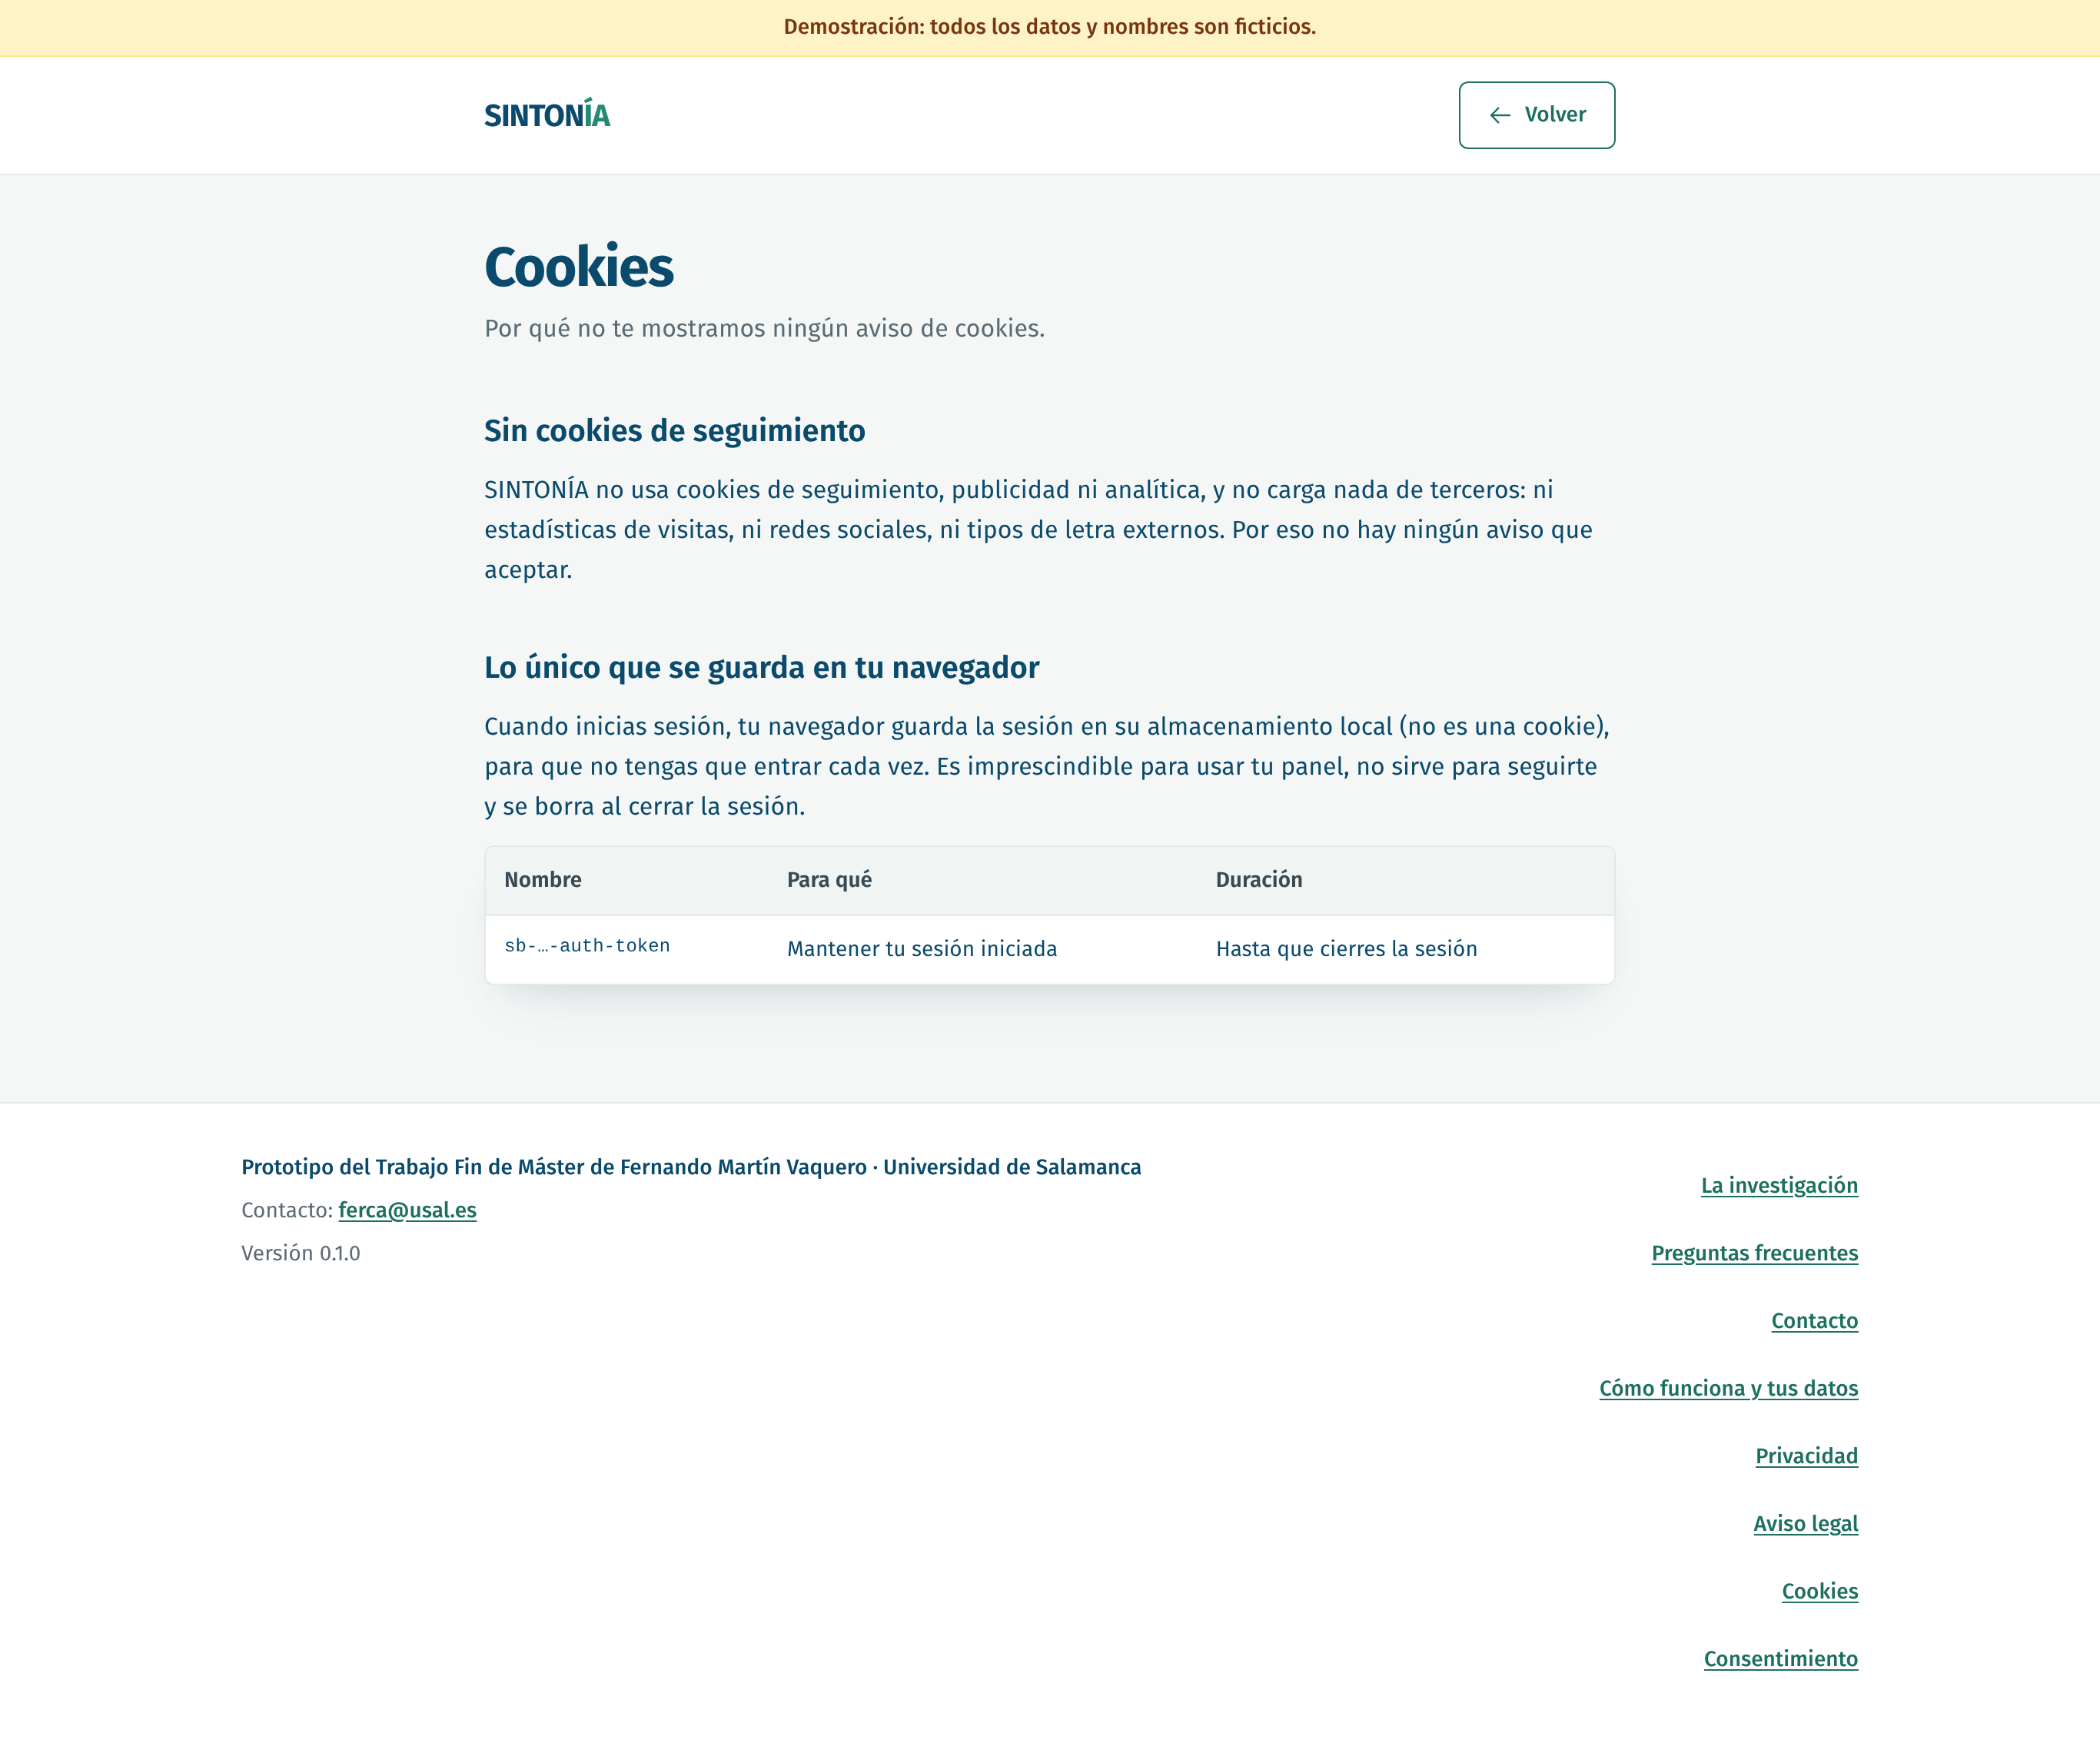 Demostración: todos los datos y nombres son ficticios.
SINTONÍA
← Volver
Cookies
Por qué no te mostramos ningún aviso de cookies.
Sin cookies de seguimiento
SINTONÍA no usa cookies de seguimiento, publicidad ni analítica, y no carga nada de terceros: ni
estadísticas de visitas, ni redes sociales, ni tipos de letra externos. Por eso no hay ningún aviso que
aceptar.
Lo único que se guarda en tu navegador
Cuando inicias sesión, tu navegador guarda la sesión en su almacenamiento local (no es una cookie),
para que no tengas que entrar cada vez. Es imprescindible para usar tu panel, no sirve para seguirte
y se borra al cerrar la sesión.
Nombre Para qué Duración
sb-…-auth-token Mantener tu sesión iniciada Hasta que cierres la sesión
Prototipo del Trabajo Fin de Máster de Fernando Martín Vaquero · Universidad de Salamanca
Contacto: ferca@usal.es
Versión 0.1.0
La investigación
Preguntas frecuentes
Contacto
Cómo funciona y tus datos
Privacidad
Aviso legal
Cookies
Consentimiento